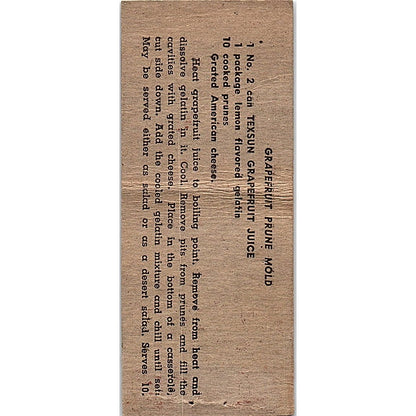 GRAPEFRUIT PRUNE MOLD
1 No. 2 can TEXSUN GRAPEFRUIT JUICE
1 package lemon flavored gelatin
10 cooked prunes
Grated American cheese.
Heat grapefruit juice to boiling point. Remove from heat and
dissolve gelatin in it. Cool. Remove pits from prunes and fill the
cavities with grated cheese. Place in the bottom of a casserole,
cut side down. Add the cooled gelatin mixture and chill until set.
May be served either as salad or as a desert salad. Serves 10.